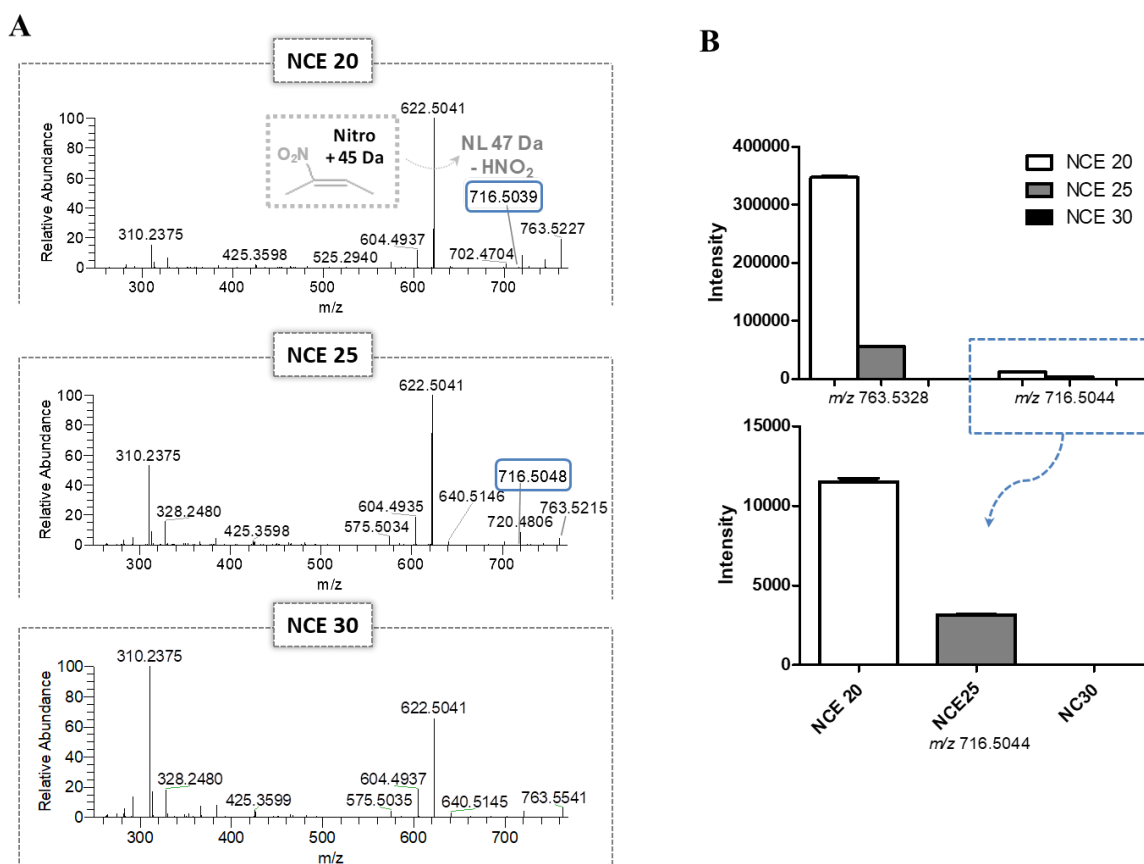 A
NCE 20
100
80
60
40
20
0
Relative Abundance
O₂N
Nitro
+ 45 Da
NL 47 Da
- HNO₂
622.5041
716.5039
763.5227
604.4937
702.4704
310.2375
425.3598
525.2940
300 400 500 600 700
m/z
NCE 25
100
80
60
40
20
0
Relative Abundance
622.5041
310.2375
716.5048
640.5146
763.5215
604.4935
720.4806
328.2480
575.5034
425.3598
300 400 500 600 700
m/z
NCE 30
100
80
60
40
20
0
Relative Abundance
310.2375
622.5041
328.2480
604.4937
763.5541
425.3599
575.5035
640.5145
300 400 500 600 700
m/z
B
400000
300000
200000
100000
0
Intensity
NCE 20
NCE 25
NCE 30
m/z 763.5328
m/z 716.5044
15000
10000
5000
0
Intensity
NCE 20
NCE25
NC30
m/z 716.5044